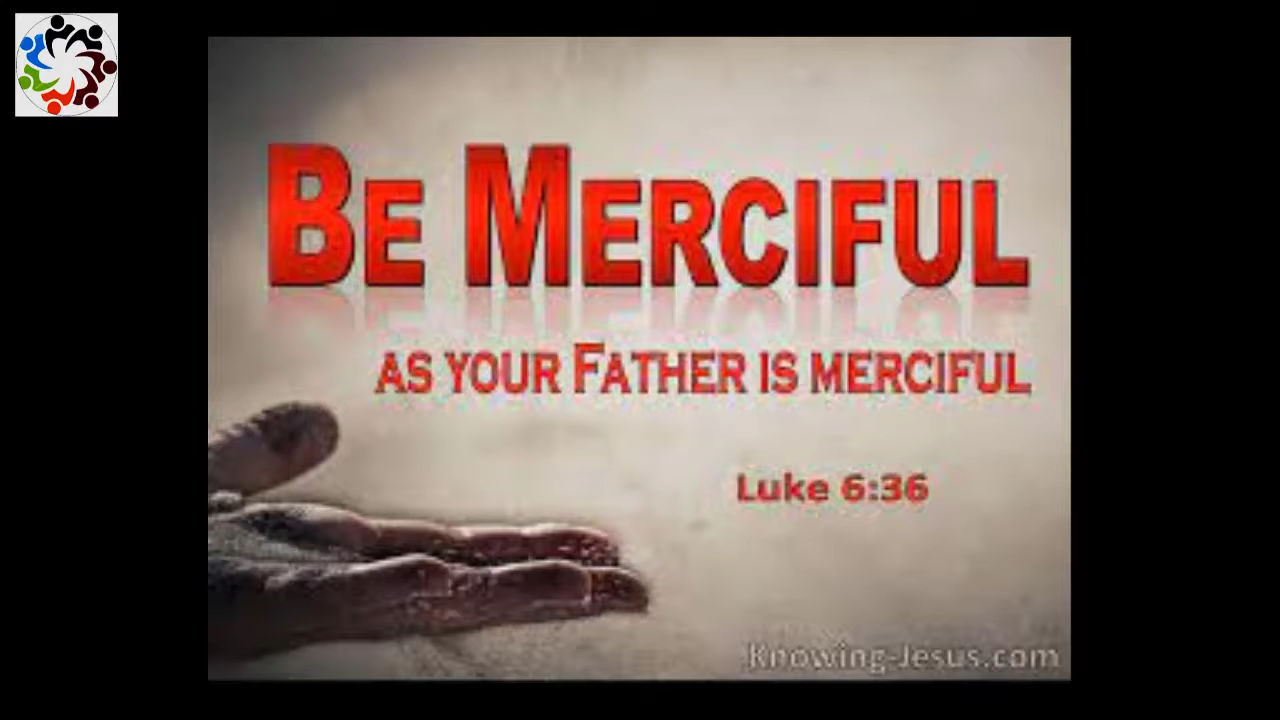 BE MERCIFUL
AS YOUR FATHER IS MERCIFUL
Luke 6:36
Knowing-Jesus.com